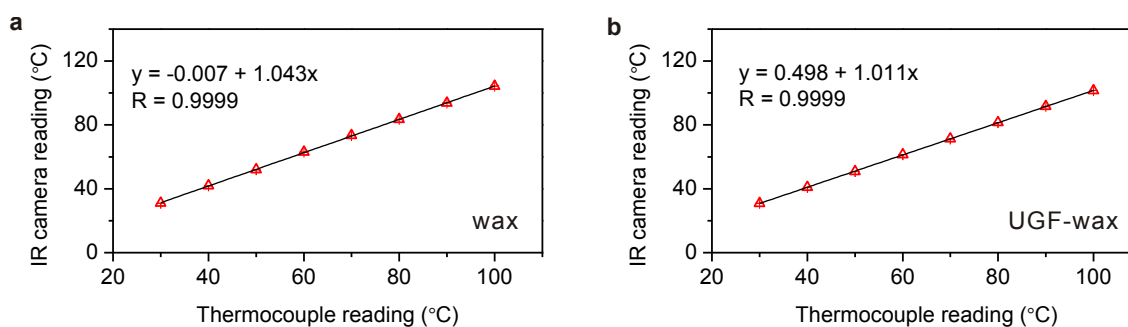 a
IR camera reading (°C)
120
80
40
0
y = -0.007 + 1.043x
R = 0.9999
wax
20 40 60 80 100
Thermocouple reading (°C)
b
IR camera reading (°C)
120
80
40
0
y = 0.498 + 1.011x
R = 0.9999
UGF-wax
20 40 60 80 100
Thermocouple reading (°C)